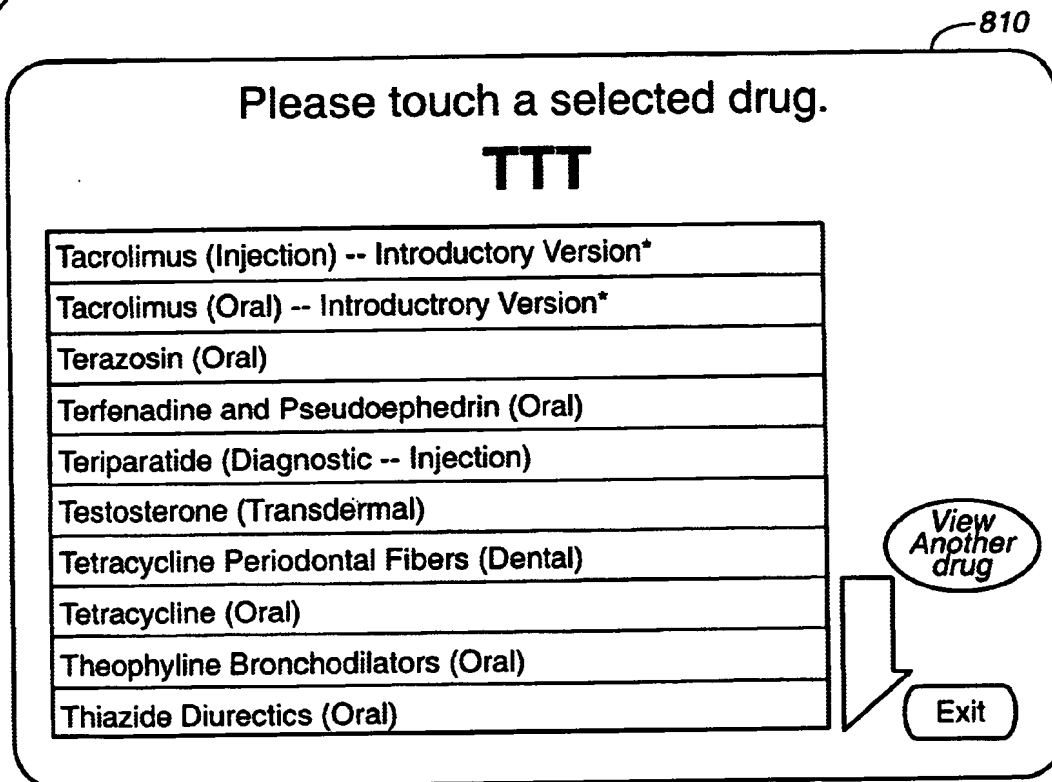 810
Please touch a selected drug.
TTT
Tacrolimus (Injection) -- Introductory Version*
Tacrolimus (Oral) -- Introductrory Version*
Terazosin (Oral)
Terfenadine and Pseudoephedrin (Oral)
Teriparatide (Diagnostic -- Injection)
Testosterone (Transdermal)
Tetracycline Periodontal Fibers (Dental)
Tetracycline (Oral)
Theophyline Bronchodilators (Oral)
Thiazide Diurectics (Oral)
View
Another
drug
Exit